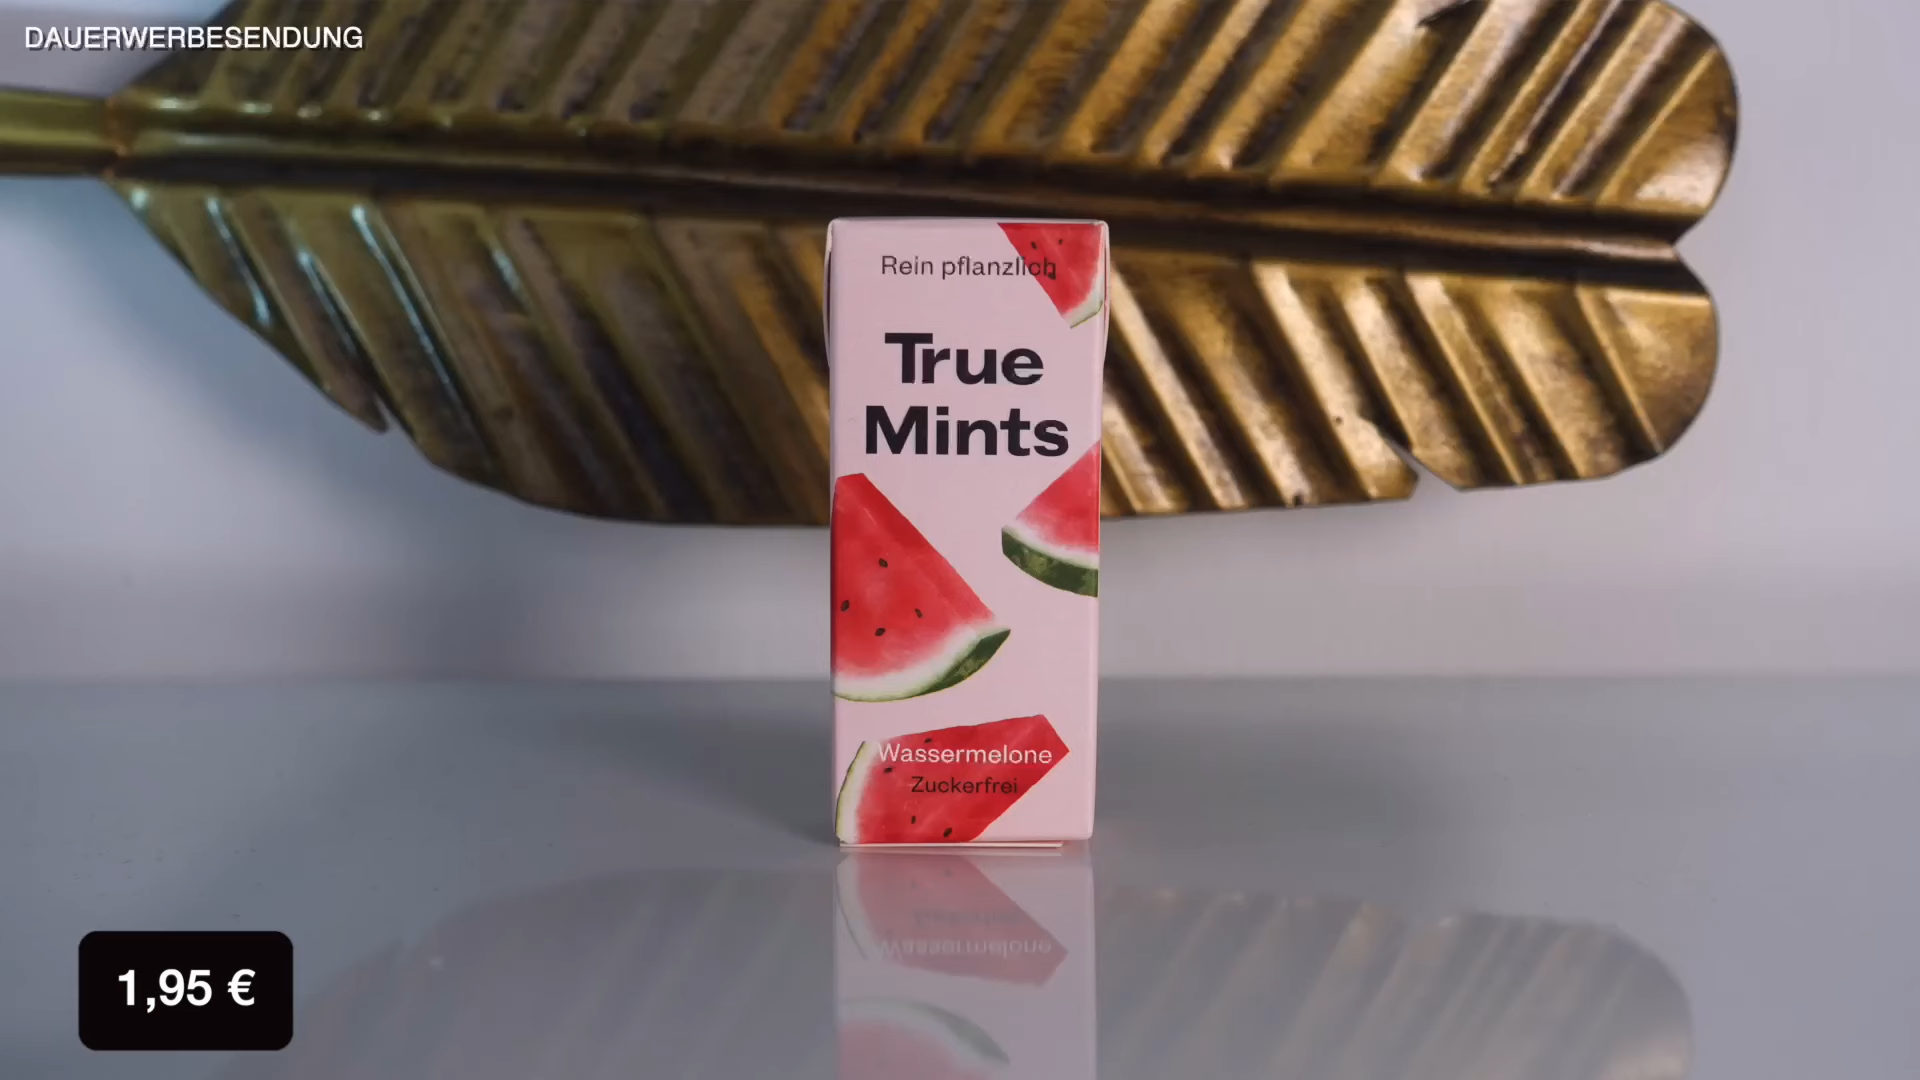 DAUERWERBESENDUNG
Rein pflanzlich
True
Mints
Wassermelone
Zuckerfrei
1,95 €